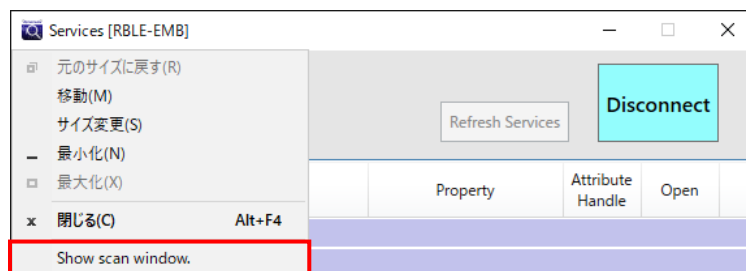 Services [RBLE-EMB]
元のサイズに戻す(R)
移動(M)
サイズ変更(S)
最小化(N)
最大化(X)
閉じる(C) Alt+F4
Show scan window.
Refresh Services
Disconnect
Property
Attribute
Handle
Open